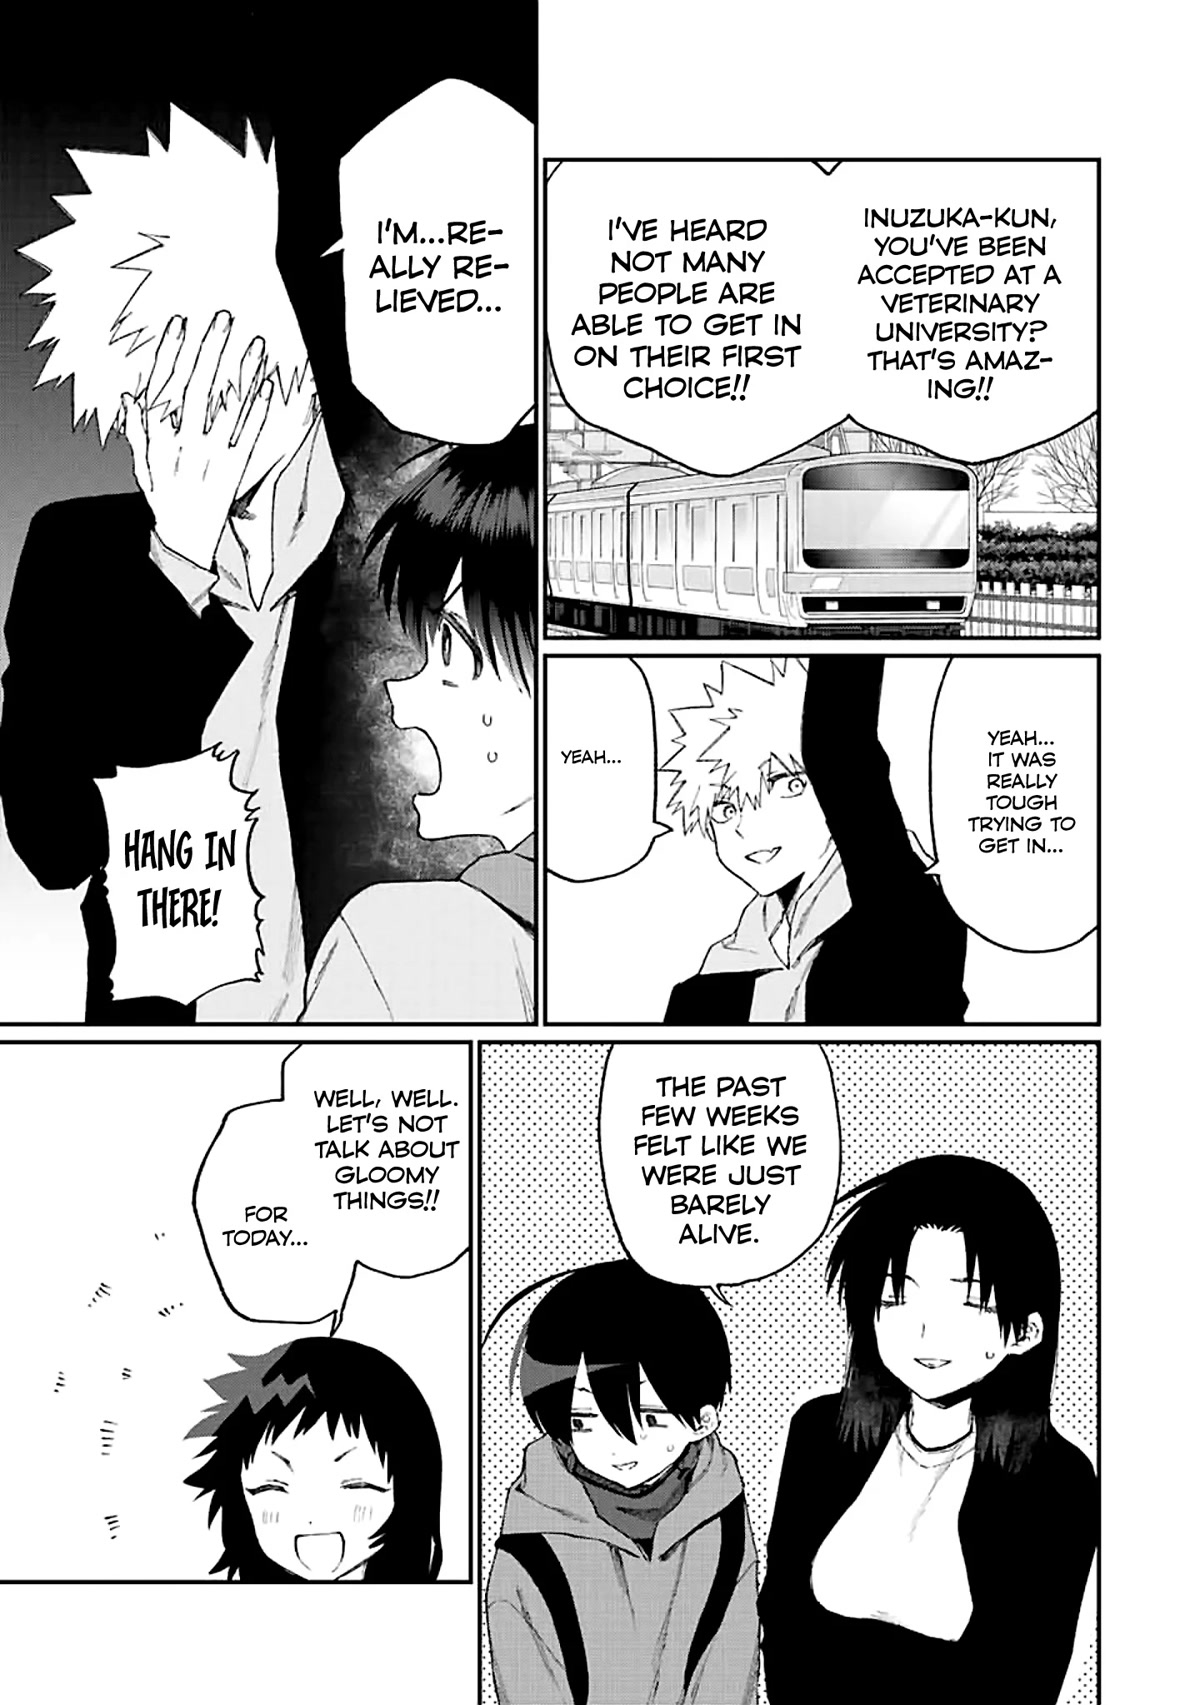 INUZUKA-KUN,
YOU'VE BEEN
ACCEPTED AT A
VETERINARY
UNIVERSITY?
THAT'S AMAZ-
ING!!
I'VE HEARD
NOT MANY
PEOPLE ARE
ABLE TO GET IN
ON THEIR FIRST
CHOICE!!
YEAH...
IT WAS
REALLY
TOUGH
TRYING TO
GET IN...
YEAH...
I'M...RE-
ALLY RE-
LIEVED...
HANG IN
THERE!
THE PAST
FEW WEEKS
FELT LIKE WE
WERE JUST
BARELY
ALIVE.
WELL, WELL.
LET'S NOT
TALK ABOUT
GLOOMY
THINGS!!
FOR
TODAY...